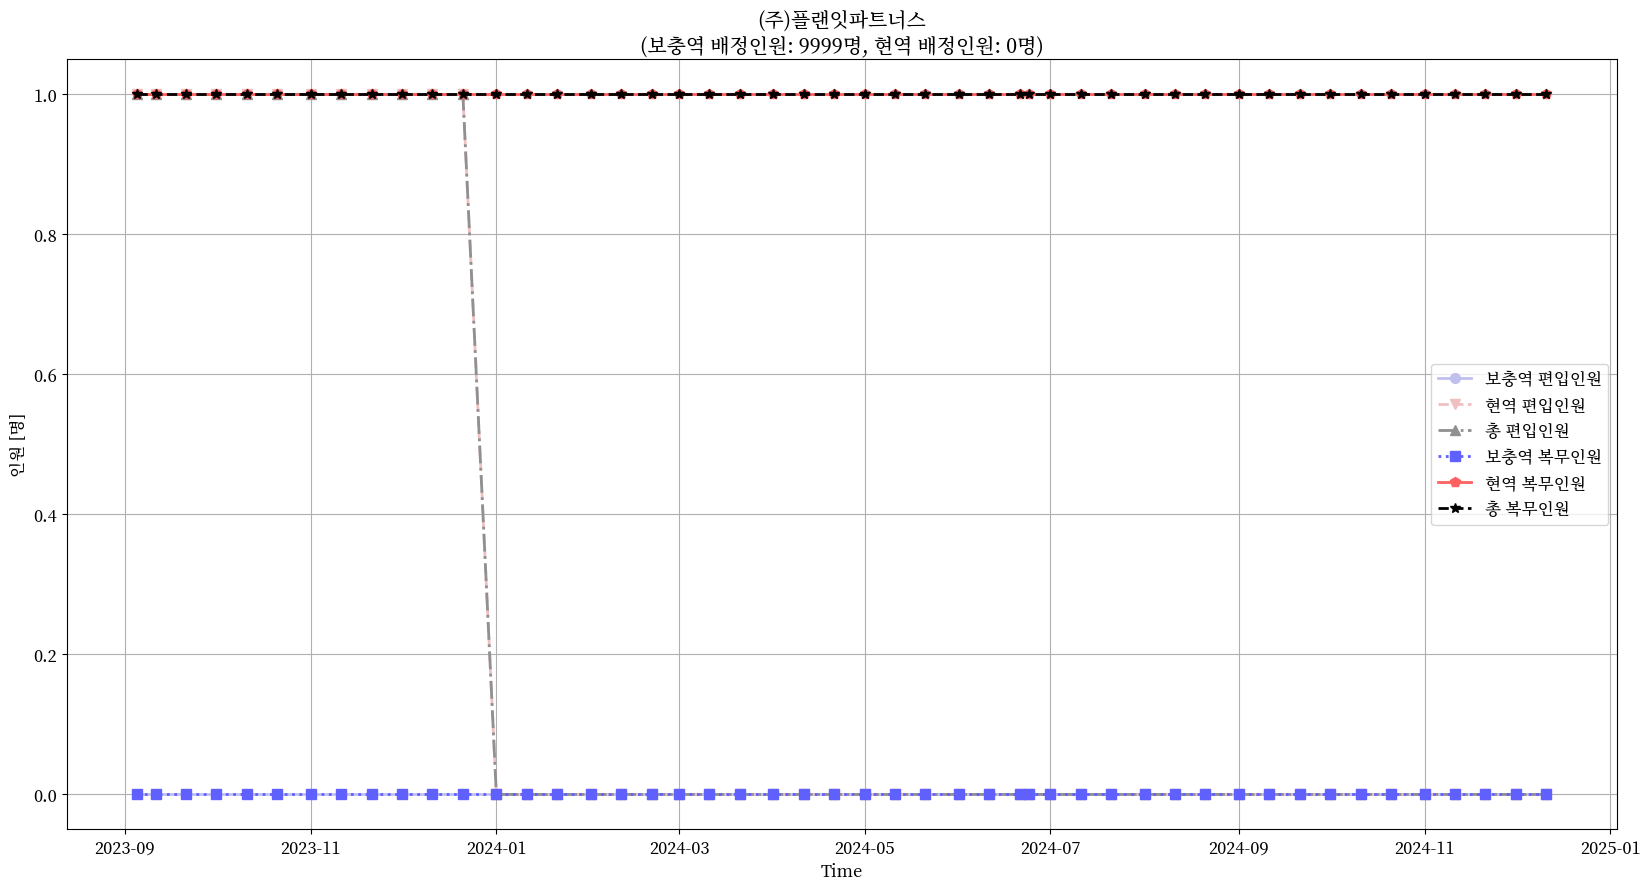 (주)플랜잇파트너스
(보충역 배정인원: 9999명, 현역 배정인원: 0명)
1.0
0.8
0.6
0.4
0.2
0.0
인원 [명]
보충역 편입인원
현역 편입인원
총 편입인원
보충역 복무인원
현역 복무인원
총 복무인원
2023-09
2023-11
2024-01
2024-03
2024-05
2024-07
2024-09
2024-11
2025-01
Time